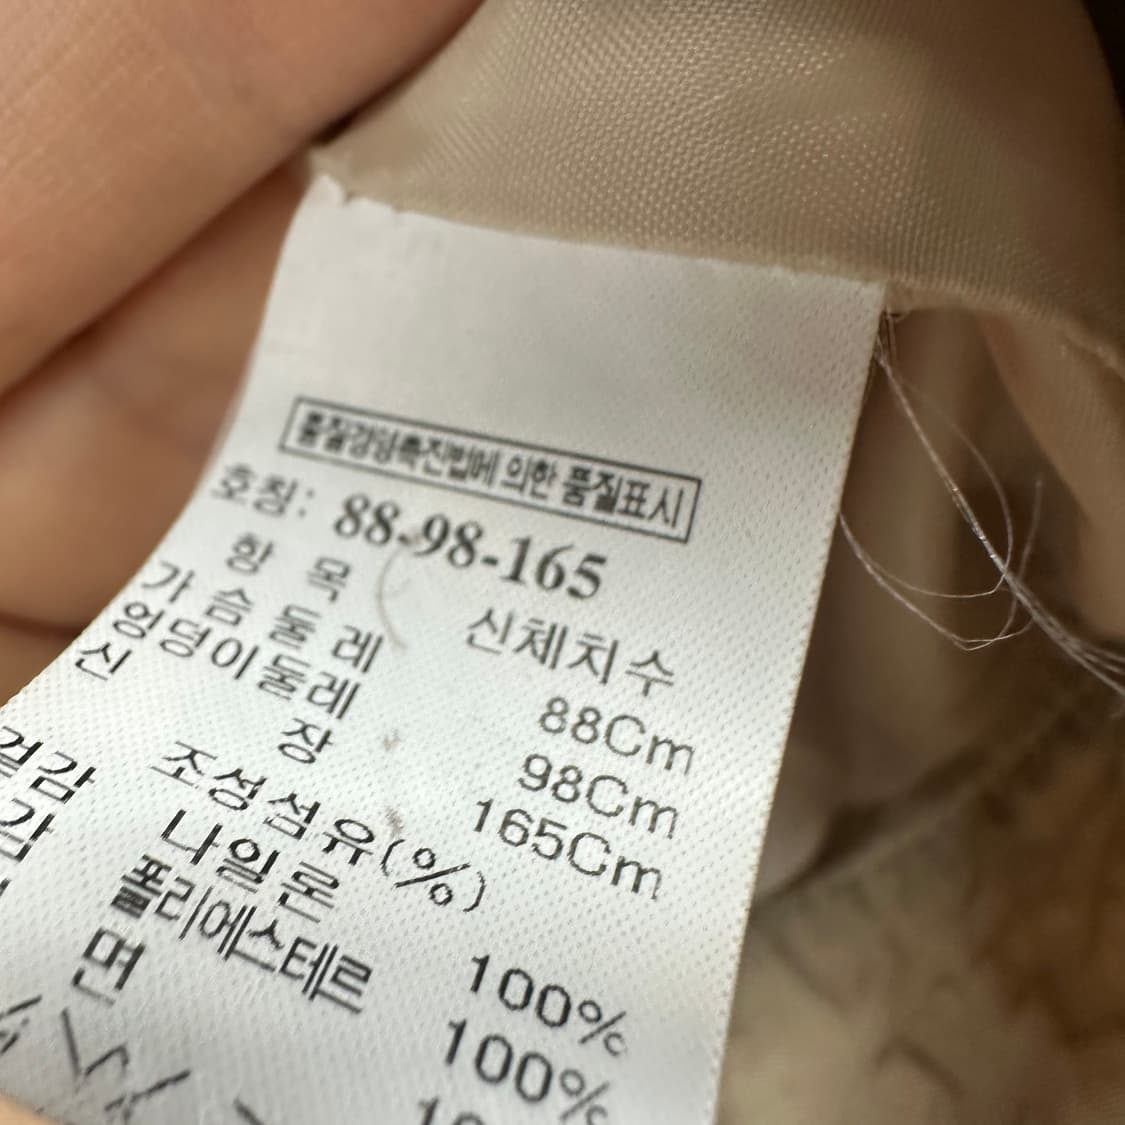 품질경영촉진법에 의한 품질표시
호칭: 88-98-165
항 목 신체치수
가 슴 둘 레 88Cm
엉덩이둘레 98Cm
신 장 165Cm
조성섬유(%)
겉감 나일론 100%
감 폴리에스테르 100%
면